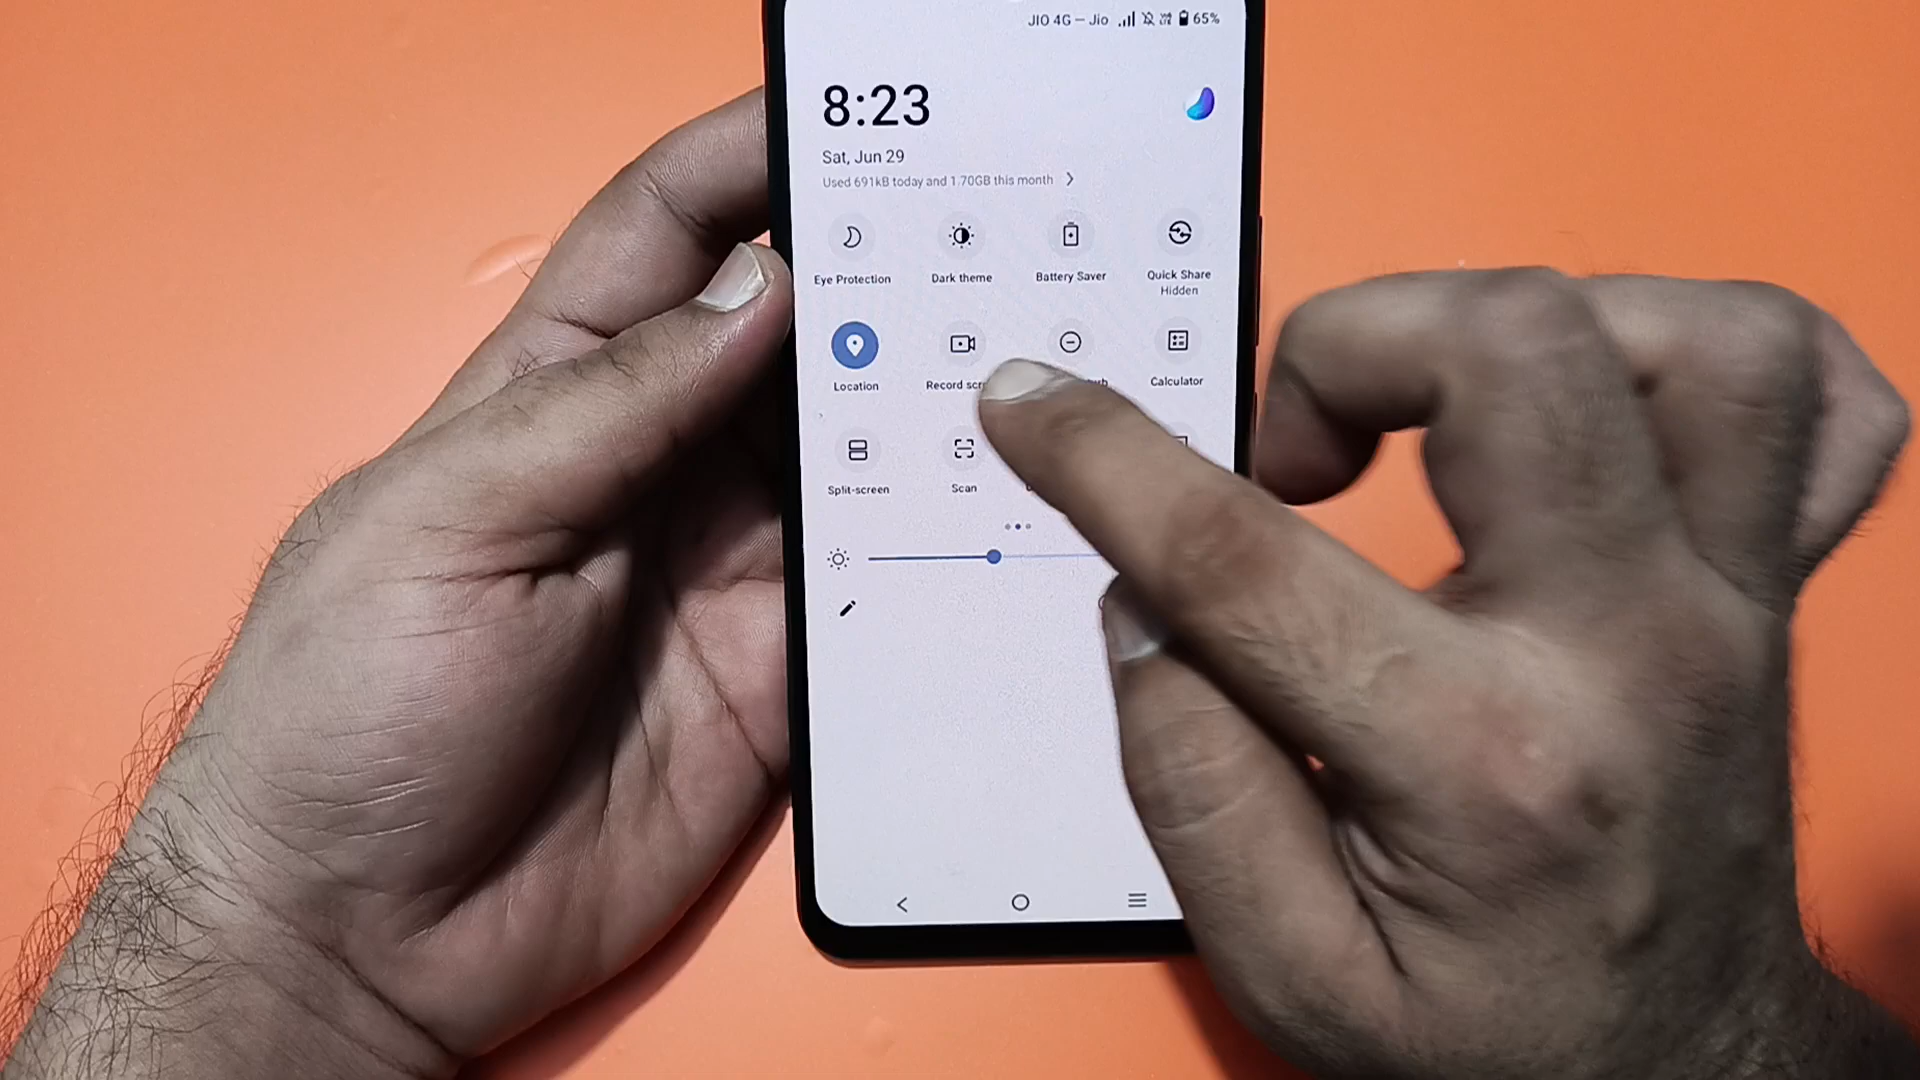 JIO 4G — Jio 65%
8:23
Sat, Jun 29
Used 691kB today and 1.70GB this month
Eye Protection Dark theme Battery Saver Quick Share
Hidden
Location Record Calculator
Split-screen Scan